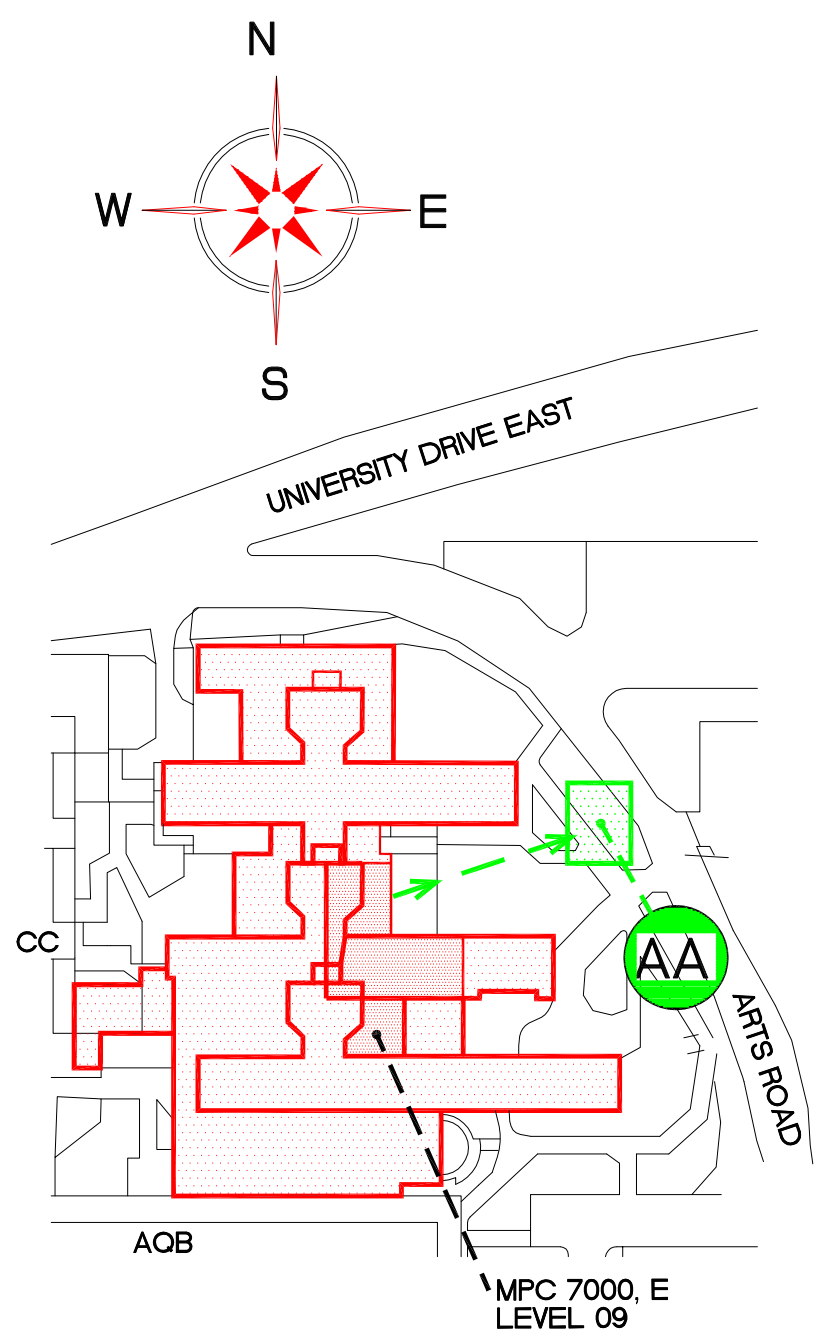 N
W
E
S
UNIVERSITY DRIVE EAST
CC
AA
ARTS ROAD
AQB
MPC 7000, E
LEVEL 09